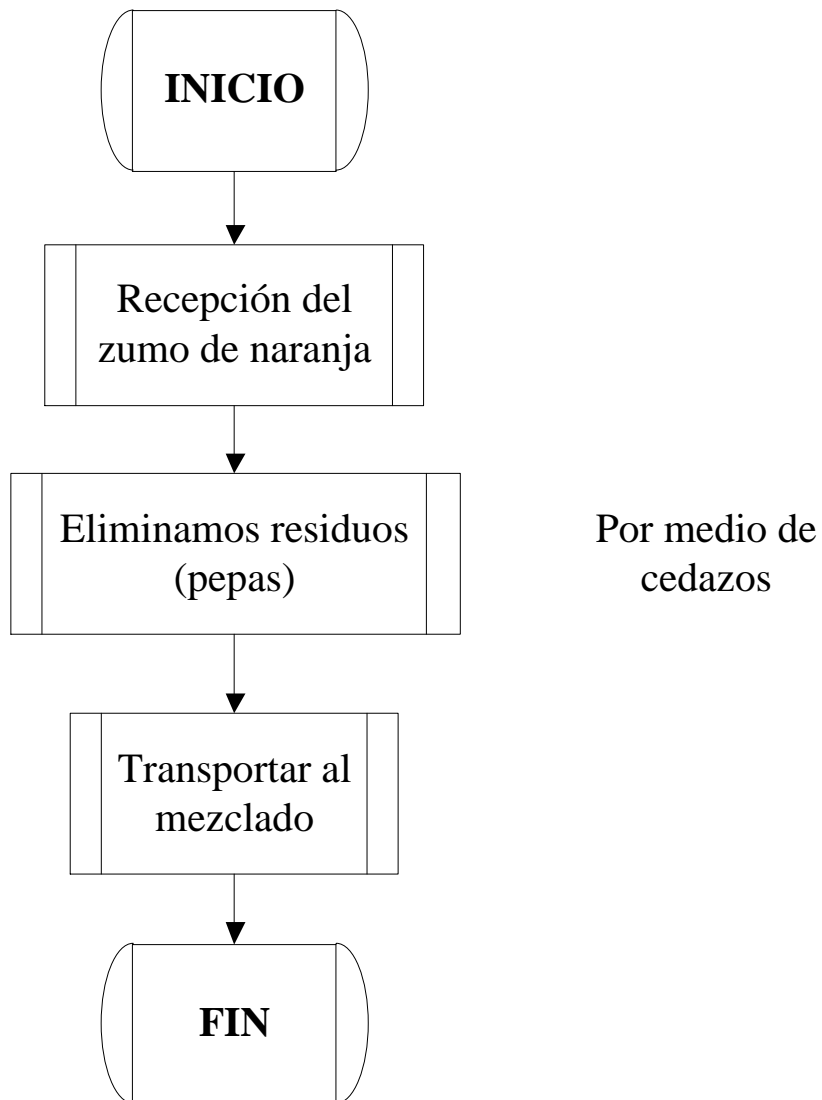 INICIO
Recepción del
zumo de naranja
Eliminamos residuos
(pepas)
Por medio de
cedazos
Transportar al
mezclado
FIN